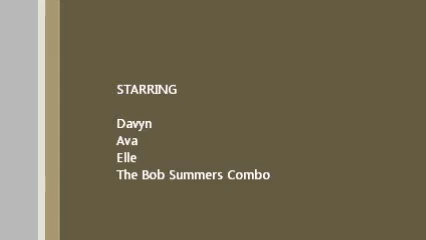 STARRING
Davyn
Ava
Elle
The Bob Summers Combo